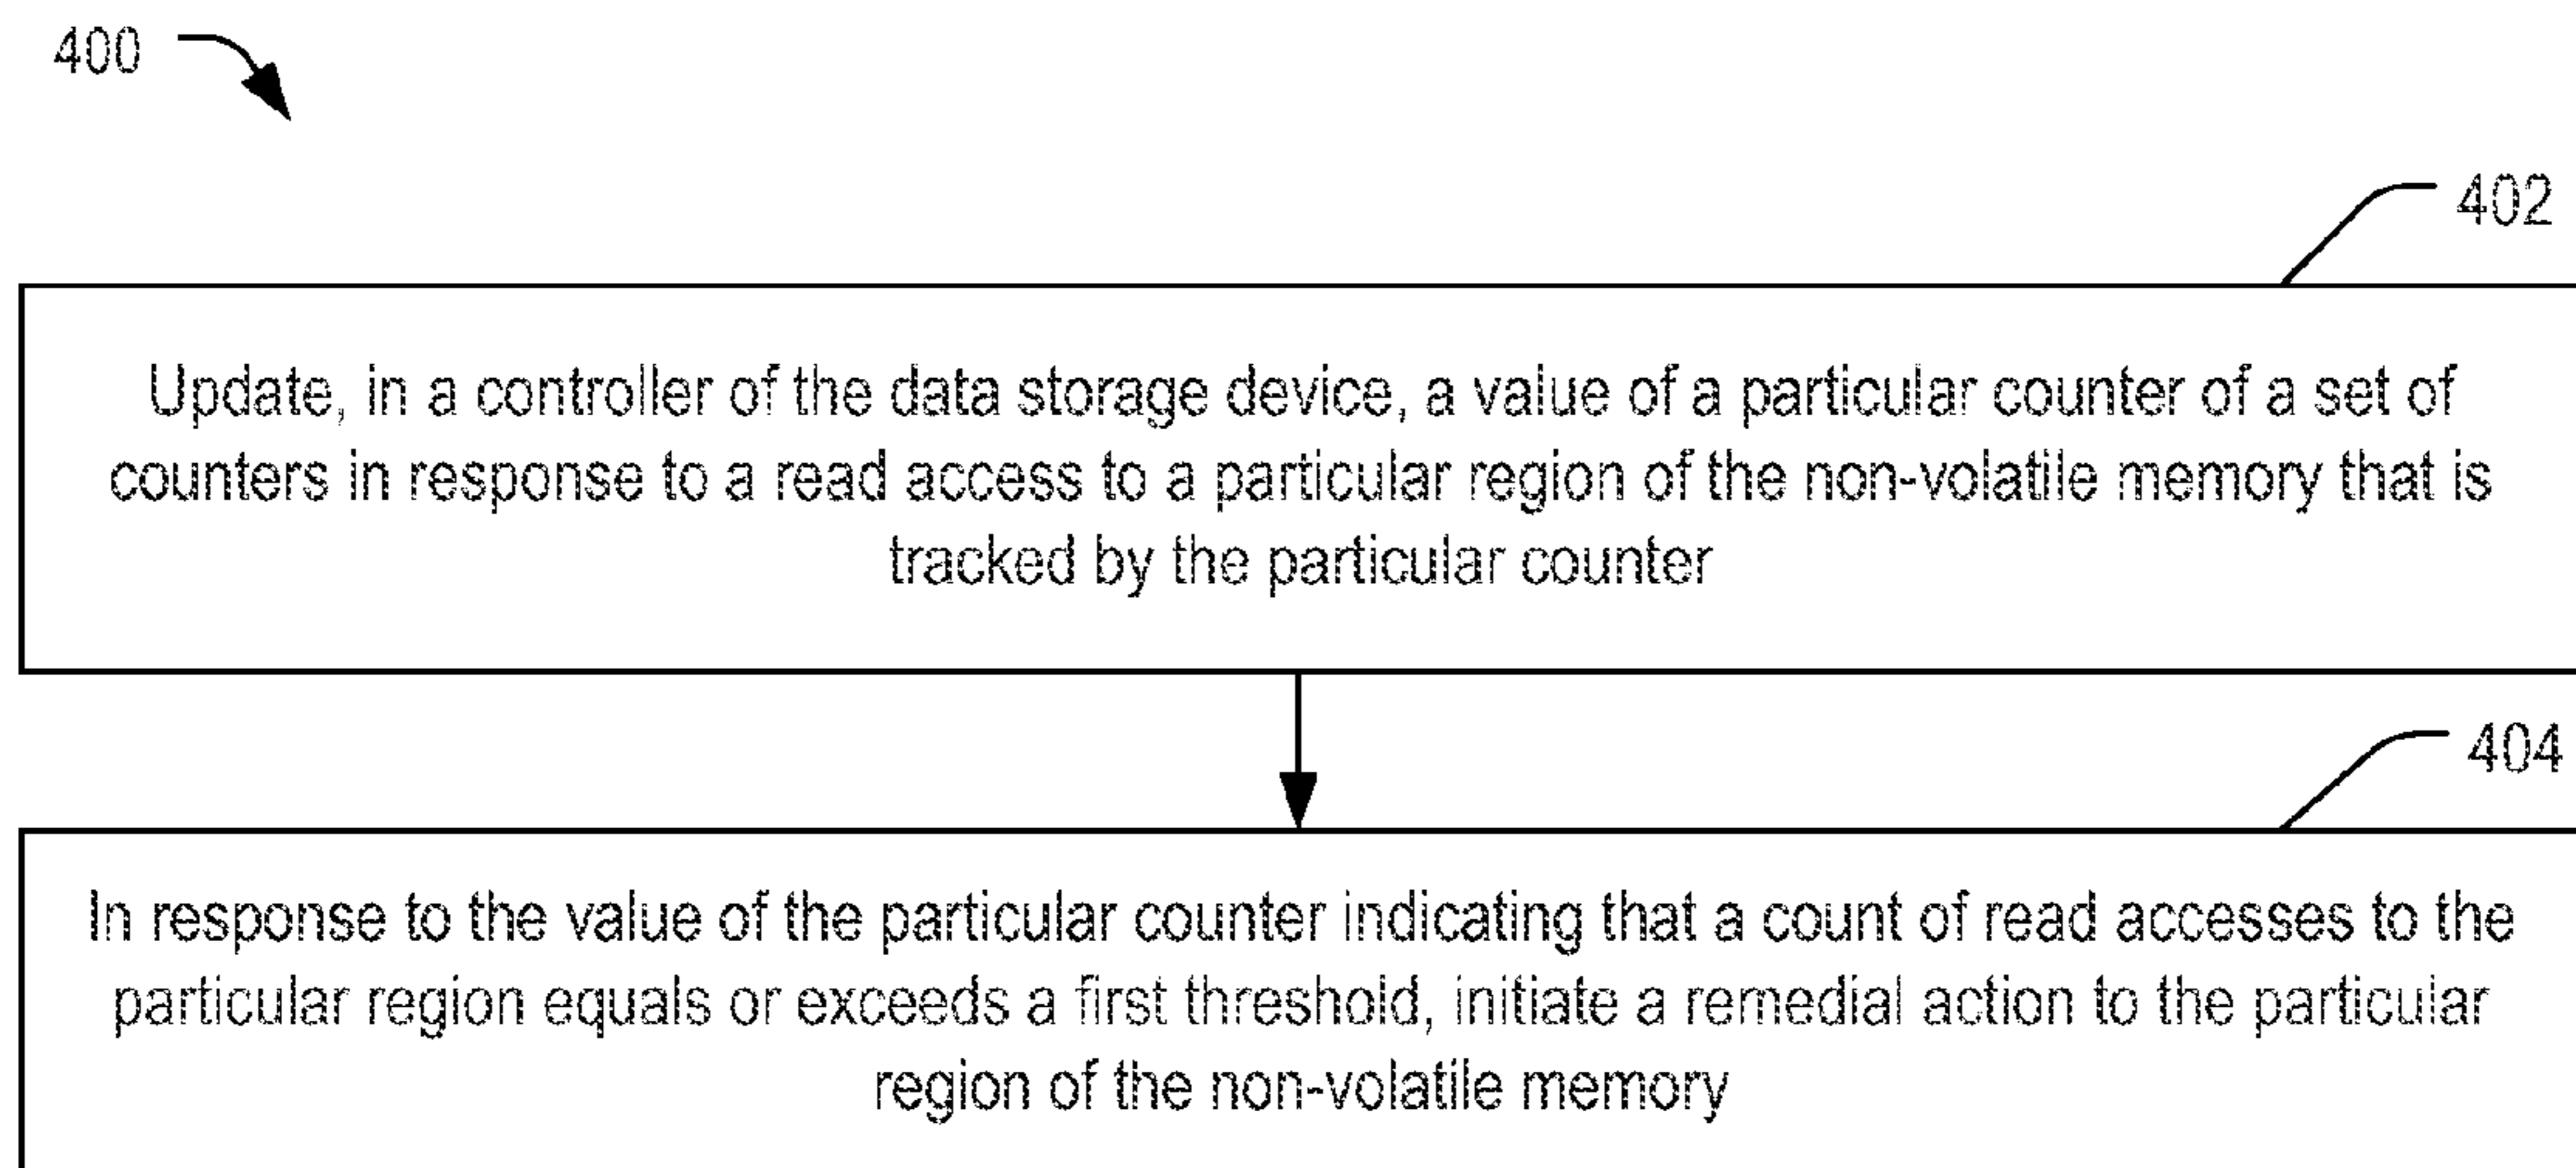 400
402
Update, in a controller of the data storage device, a value of a particular counter of a set of
counters in response to a read access to a particular region of the non-volatile memory that is
tracked by the particular counter
404
In response to the value of the particular counter indicating that a count of read accesses to the
particular region equals or exceeds a first threshold, initiate a remedial action to the particular
region of the non-volatile memory